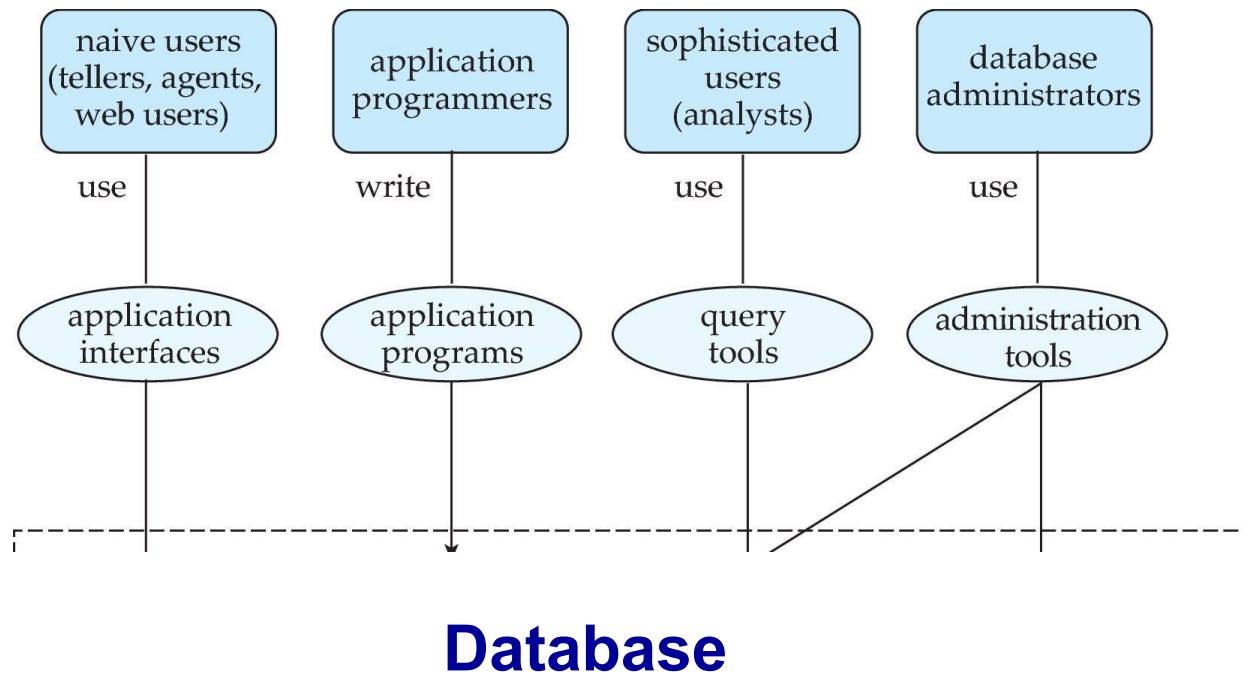 naive users
(tellers, agents,
web users)
application
programmers
sophisticated
users
(analysts)
database
administrators
use
write
use
use
application
interfaces
application
programs
query
tools
administration
tools
Database